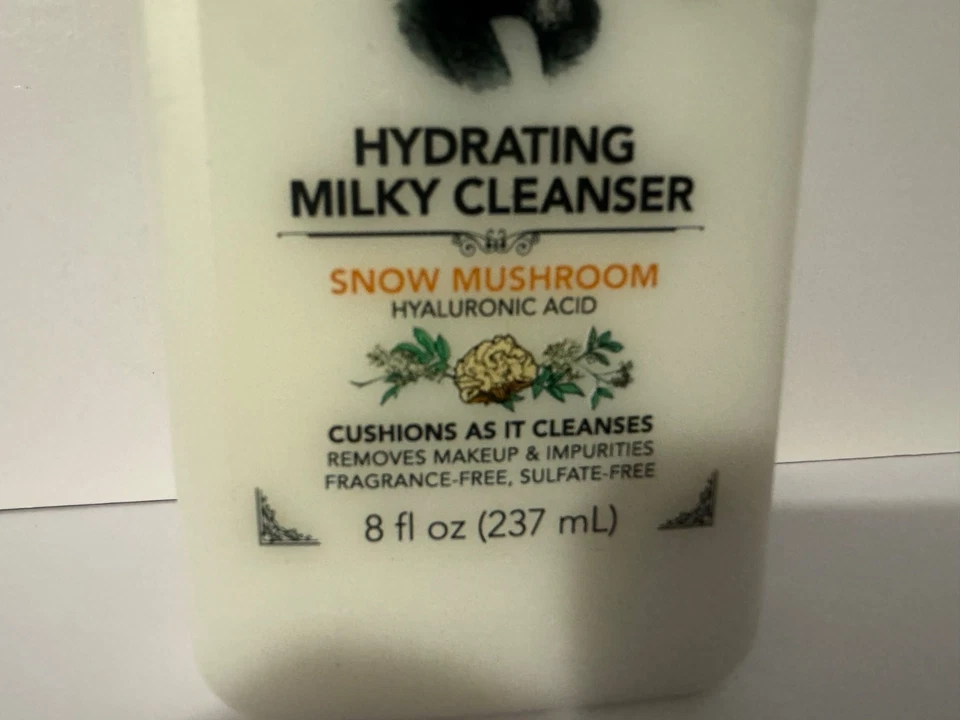 HYDRATING
MILKY CLEANSER
SNOW MUSHROOM
HYALURONIC ACID
CUSHIONS AS IT CLEANSES
REMOVES MAKEUP & IMPURITIES
FRAGRANCE-FREE, SULFATE-FREE
8 fl oz (237 mL)